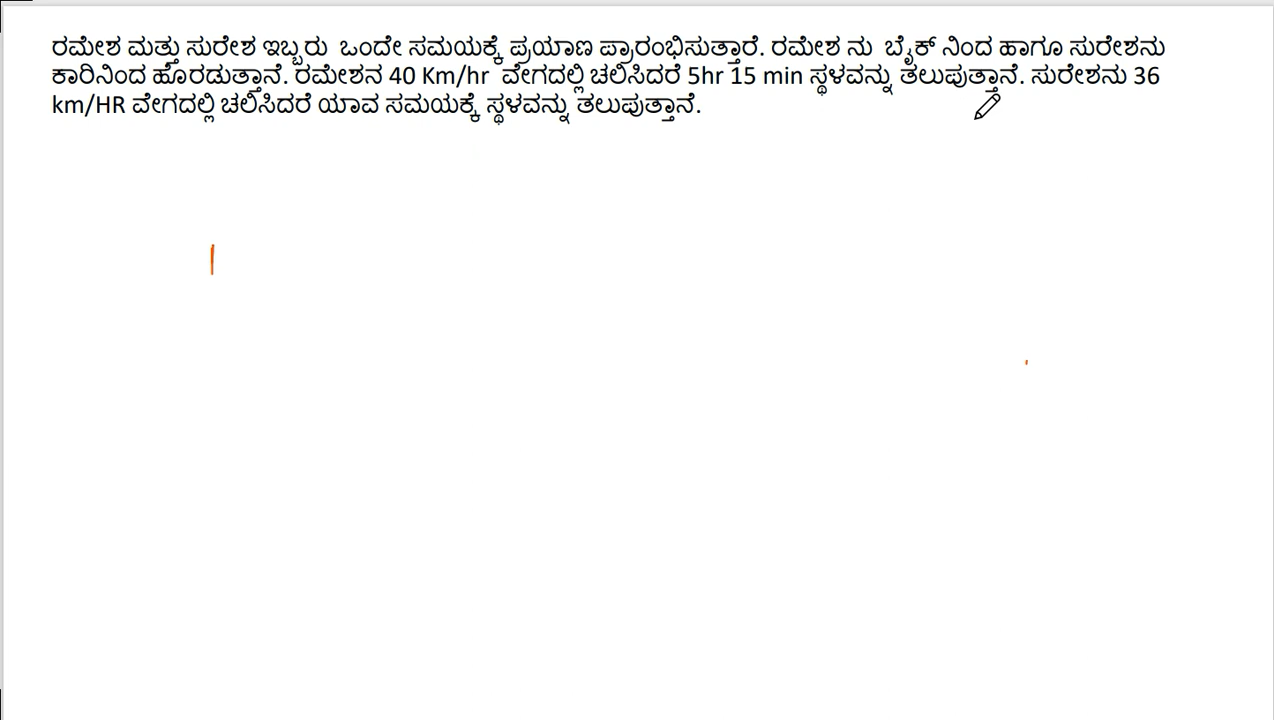 ರಮೇಶ ಮತ್ತು ಸುರೇಶ ಇಬ್ಬರು ಒಂದೇ ಸಮಯಕ್ಕೆ ಪ್ರಯಾಣ ಪ್ರಾರಂಭಿಸುತ್ತಾರೆ. ರಮೇಶ ನು ಬೈಕ್ ನಿಂದ ಹಾಗೂ ಸುರೇಶನು
ಕಾರಿನಿಂದ ಹೊರಡುತ್ತಾನೆ. ರಮೇಶನ 40 Km/hr ವೇಗದಲ್ಲಿ ಚಲಿಸಿದರೆ 5hr 15 min ಸ್ಥಳವನ್ನು ತಲುಪುತ್ತಾನೆ. ಸುರೇಶನು 36
km/HR ವೇಗದಲ್ಲಿ ಚಲಿಸಿದರೆ ಯಾವ ಸಮಯಕ್ಕೆ ಸ್ಥಳವನ್ನು ತಲುಪುತ್ತಾನೆ.